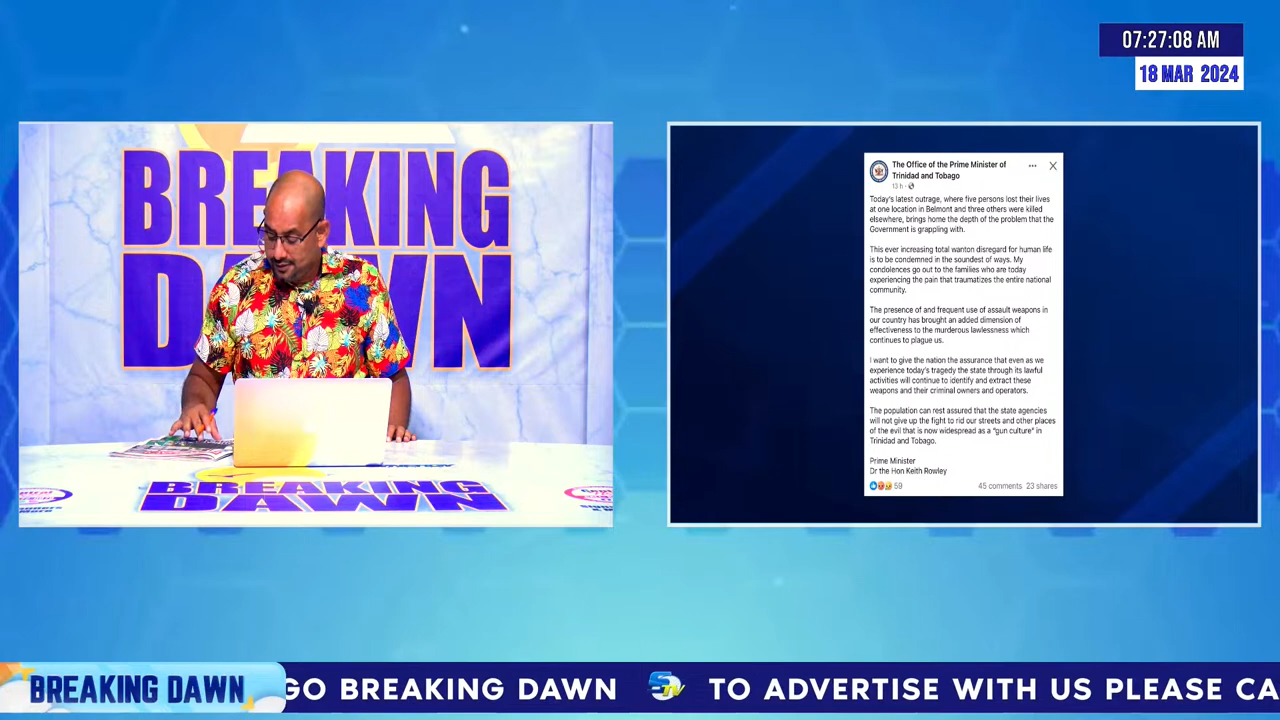 07:27:08 AM
18 MAR 2024
BREAKING
DAWN
BREAKING
DAWN
The Office of the Prime Minister of
Trinidad and Tobago
13 h
Today's latest outrage, where five persons lost their lives
at one location in Belmont and three others were killed
elsewhere, brings home the depth of the problem that the
Government is grappling with.
This ever increasing total wanton disregard for human life
is to be condemned in the soundest of ways. My
condolences go out to the families who are today
experiencing the pain that traumatizes the entire national
community.
The presence of and frequent use of assault weapons in
our country has brought an added dimension of
effectiveness to the murderous lawlessness which
continues to plague us.
I want to give the nation the assurance that even as we
experience today's tragedy the state through its lawful
activities will continue to identify and extract these
weapons and their criminal owners and operators.
The population can rest assured that the state agencies
will not give up the fight to rid our streets and other places
of the evil that is now widespread as a "gun culture" in
Trinidad and Tobago.
Prime Minister
Dr the Hon Keith Rowley
59 45 comments 23 shares
BREAKING DAWN
GO BREAKING DAWN STV TO ADVERTISE WITH US PLEASE CA